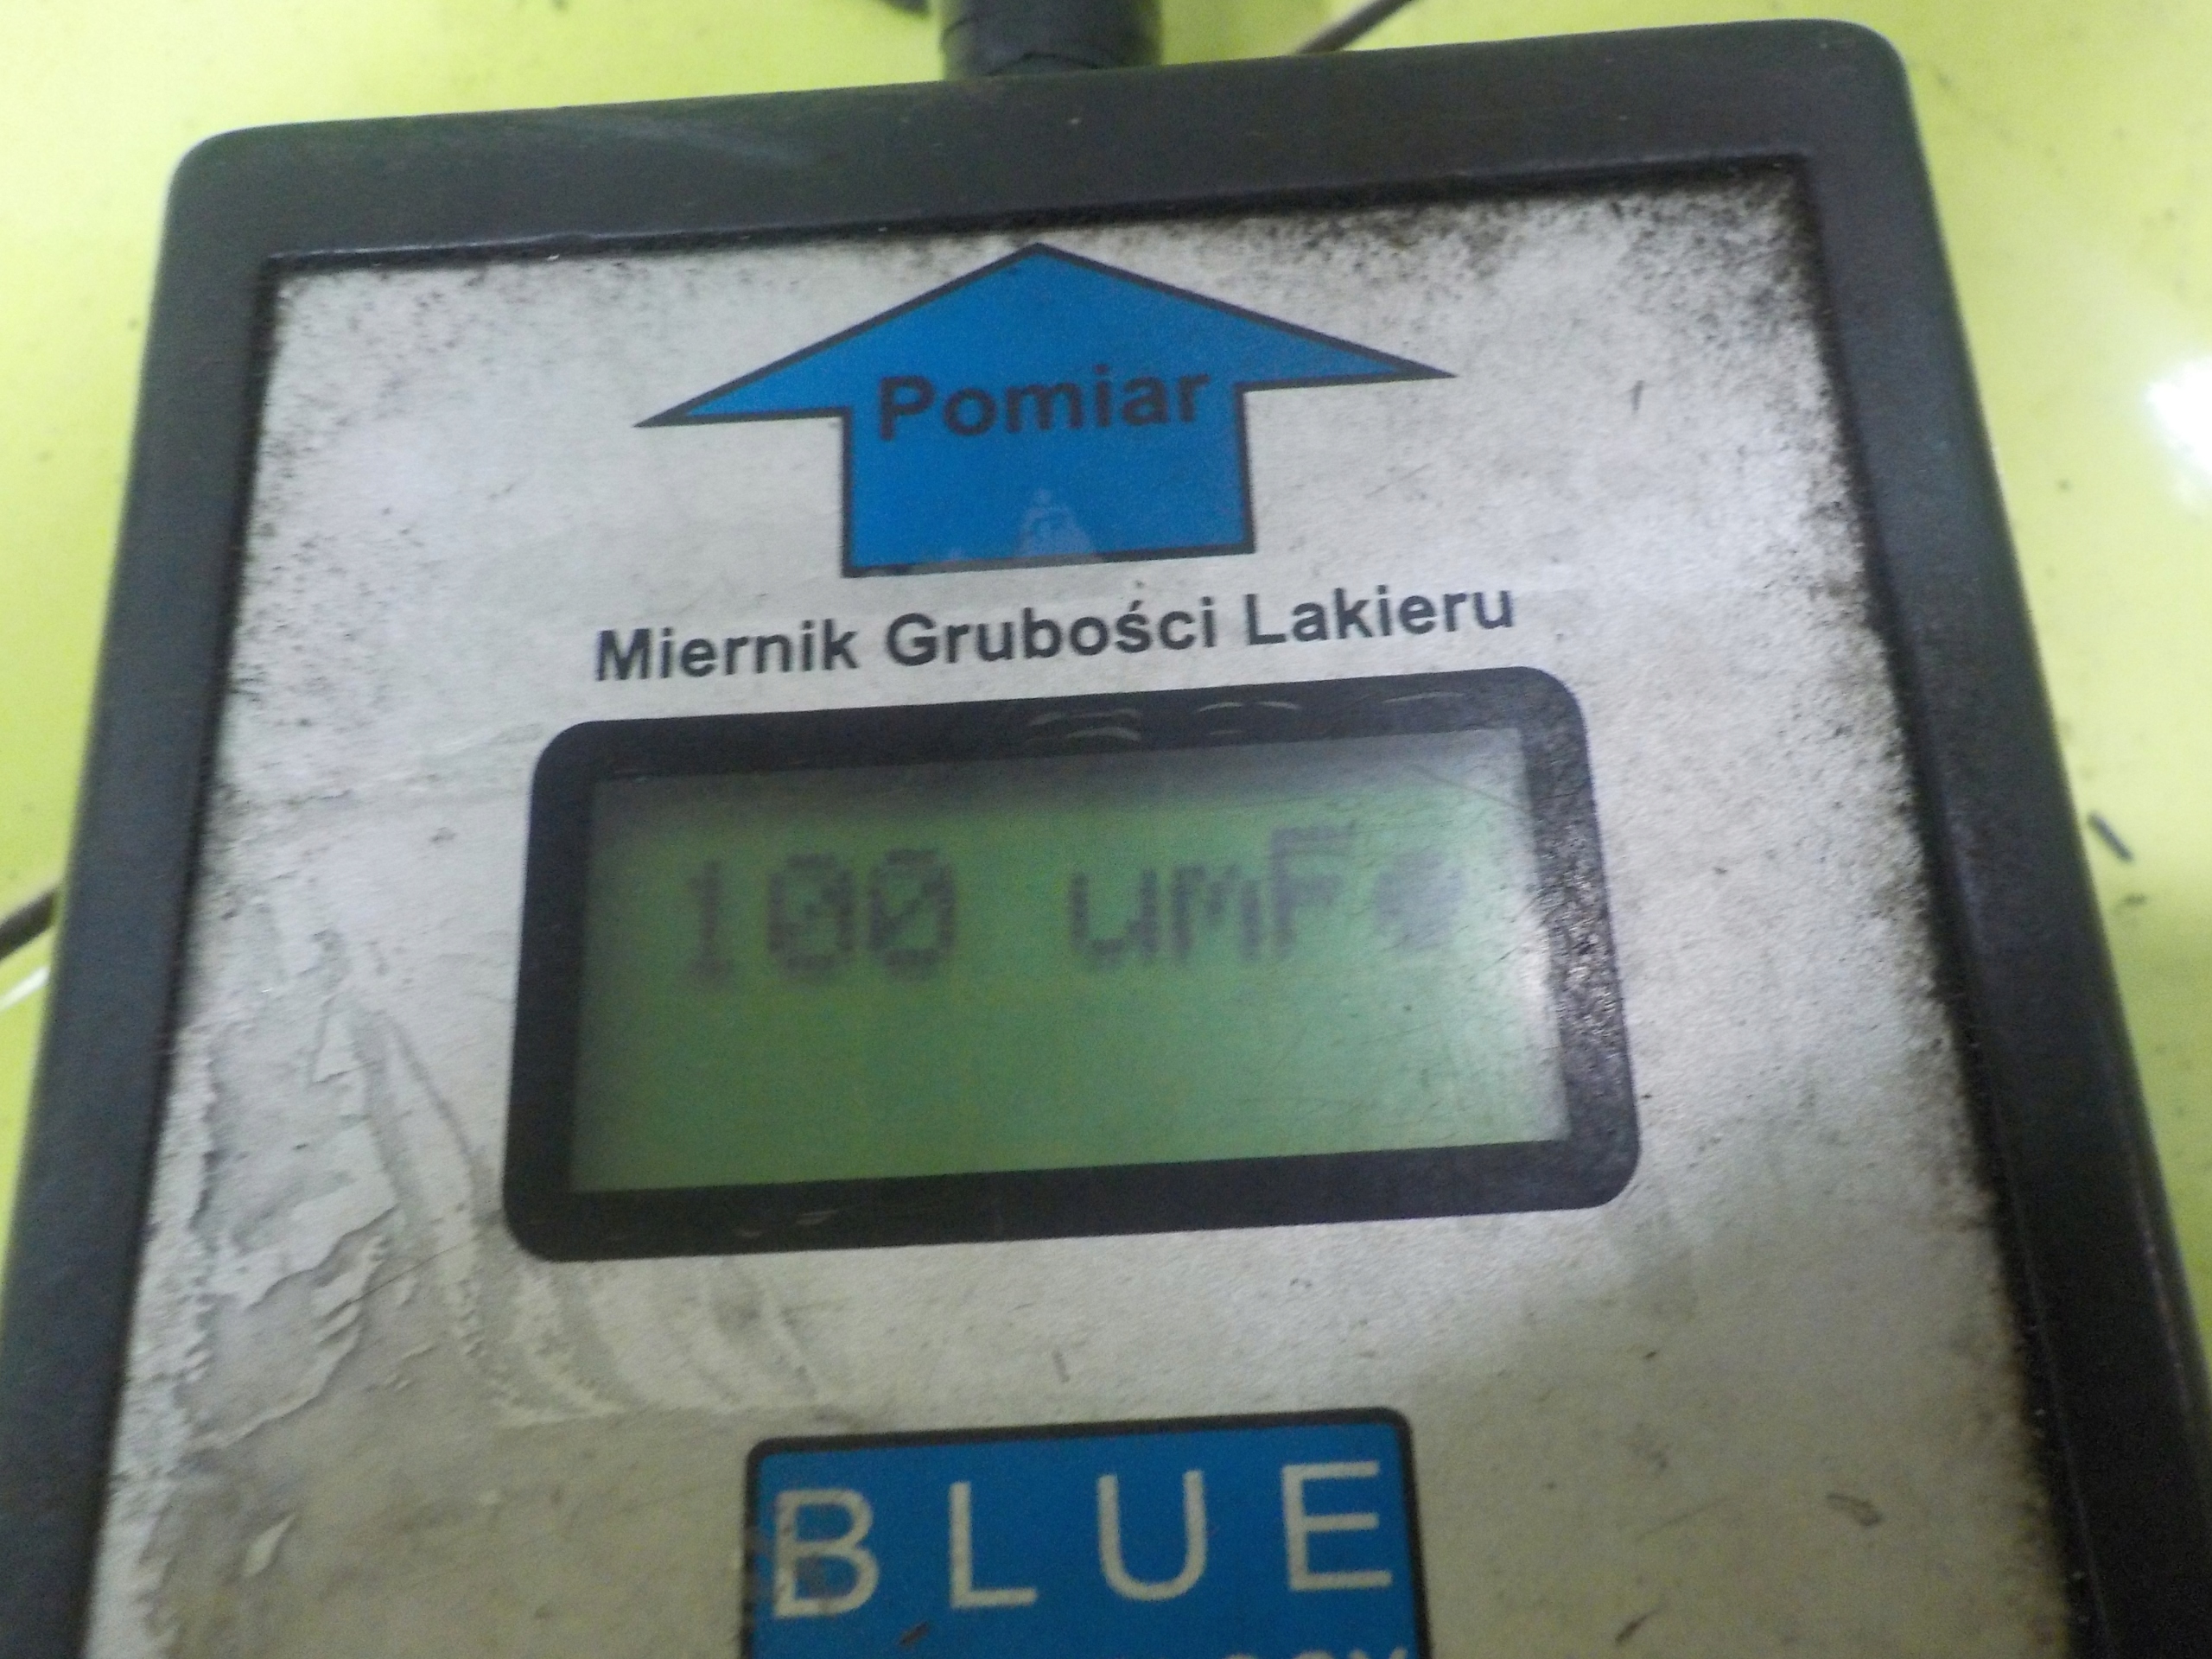 Pomiar
Miernik Grubości Lakieru
100 umFe
BLUE